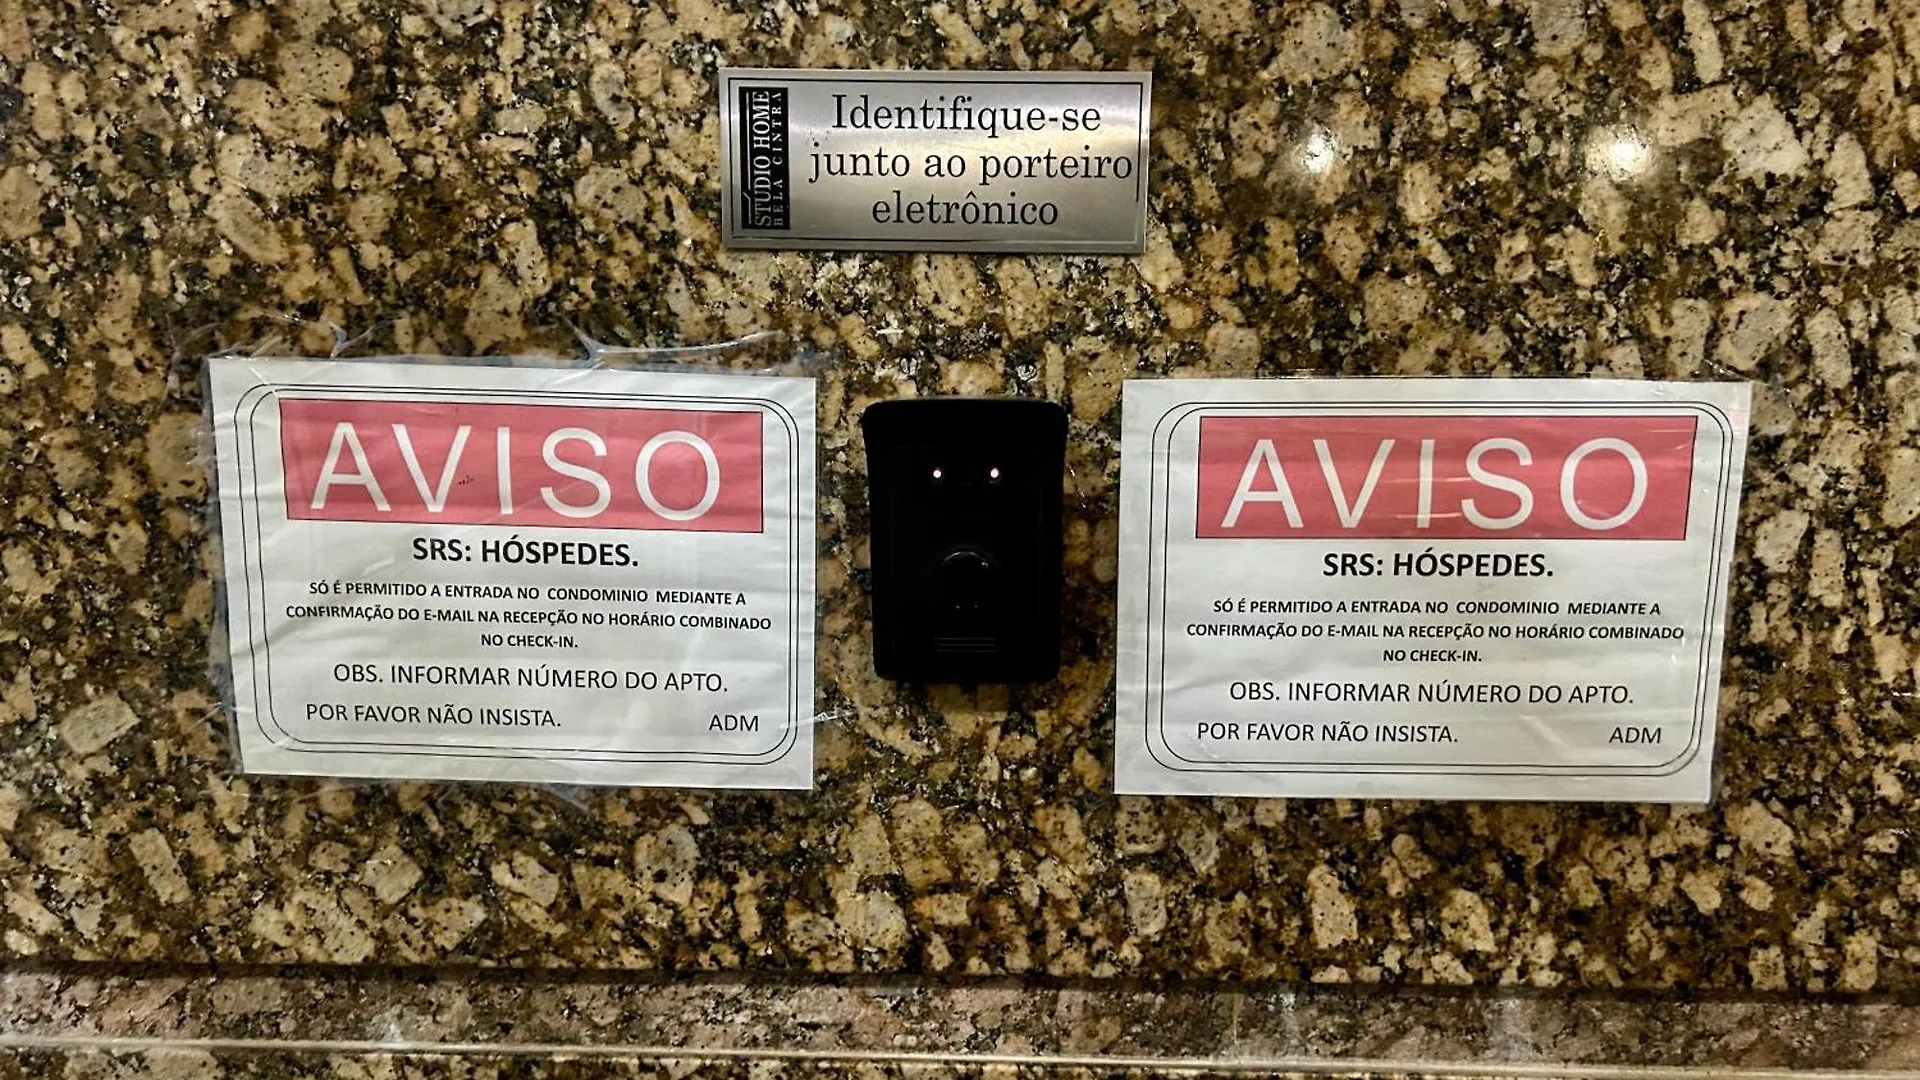 STÚDIO HOME
BELA CINTRA
Identifique-se
junto ao porteiro
eletrônico
AVISO
SRS: HÓSPEDES.
SÓ É PERMITIDO A ENTRADA NO CONDOMINIO MEDIANTE A
CONFIRMAÇÃO DO E-MAIL NA RECEPÇÃO NO HORÁRIO COMBINADO
NO CHECK-IN.
OBS. INFORMAR NÚMERO DO APTO.
POR FAVOR NÃO INSISTA. ADM
AVISO
SRS: HÓSPEDES.
SÓ É PERMITIDO A ENTRADA NO CONDOMINIO MEDIANTE A
CONFIRMAÇÃO DO E-MAIL NA RECEPÇÃO NO HORÁRIO COMBINADO
NO CHECK-IN.
OBS. INFORMAR NÚMERO DO APTO.
POR FAVOR NÃO INSISTA. ADM